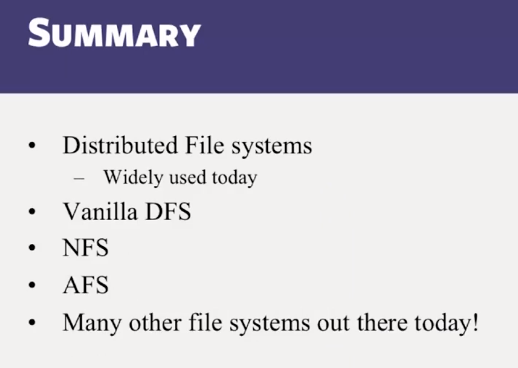 SUMMARY
• Distributed File systems
– Widely used today
• Vanilla DFS
• NFS
• AFS
• Many other file systems out there today!